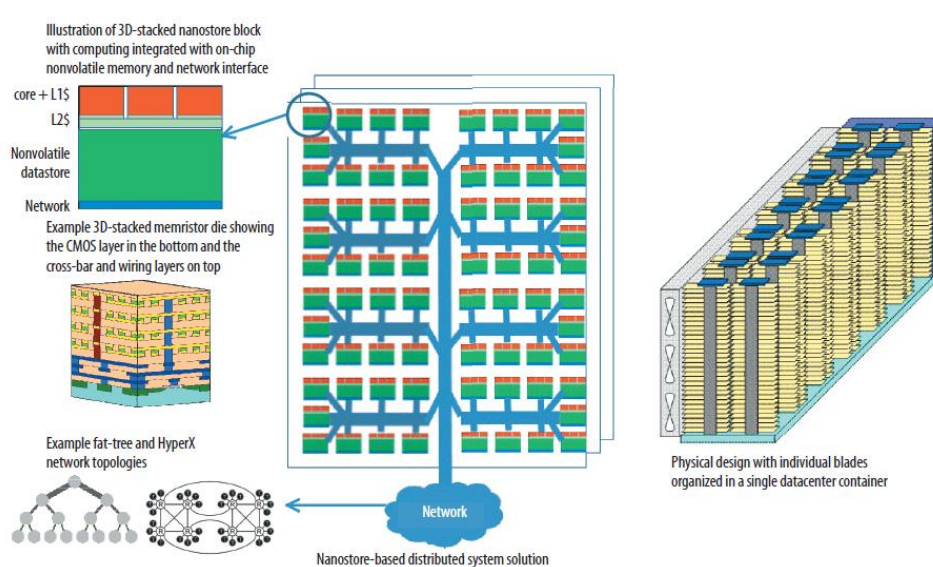 Illustration of 3D-stacked nanostore block
with computing integrated with on-chip
nonvolatile memory and network interface
core + L1$
L2$
Nonvolatile
datastore
Network
Example 3D-stacked memristor die showing
the CMOS layer in the bottom and the
cross-bar and wiring layers on top
Example fat-tree and HyperX
network topologies
R R R R
R R R R
Network
Nanostore-based distributed system solution
Physical design with individual blades
organized in a single datacenter container